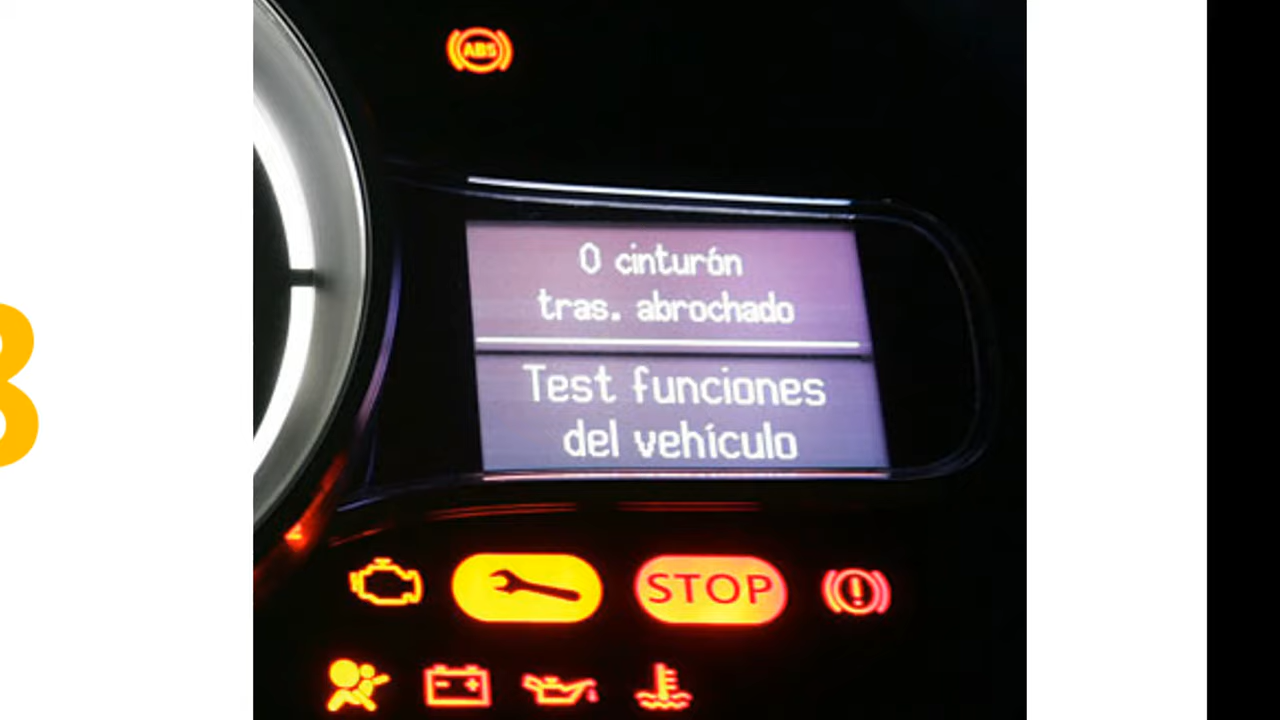 ABS
0 cinturón
tras. abrochado
Test funciones
del vehículo
STOP